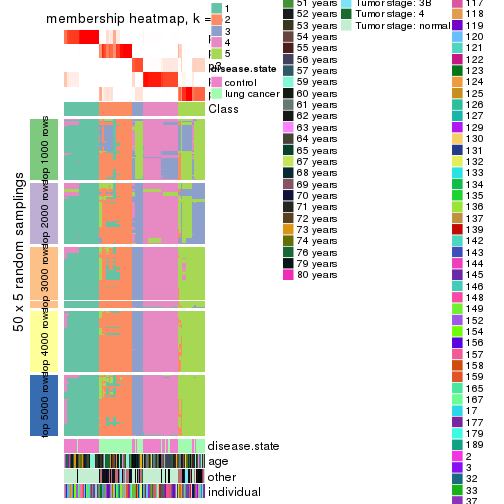 membership heatmap, k =
1
2
3
4
5
disease.state
control
lung cancer
Class
50 x 5 random samplings
top 1000 rows
top 2000 rows
top 3000 rows
top 4000 rows
top 5000 rows
disease.state
age
other
individual
51 years
52 years
53 years
54 years
55 years
56 years
57 years
59 years
60 years
61 years
62 years
63 years
64 years
65 years
67 years
68 years
69 years
70 years
71 years
72 years
73 years
74 years
76 years
79 years
80 years
Tumor stage: 3B
Tumor stage: 4
Tumor stage: normal
117
118
119
120
121
122
123
124
125
126
127
129
130
131
132
133
134
135
136
137
139
142
143
144
145
146
148
149
152
154
156
157
158
159
165
167
17
177
179
189
2
3
32
33
37